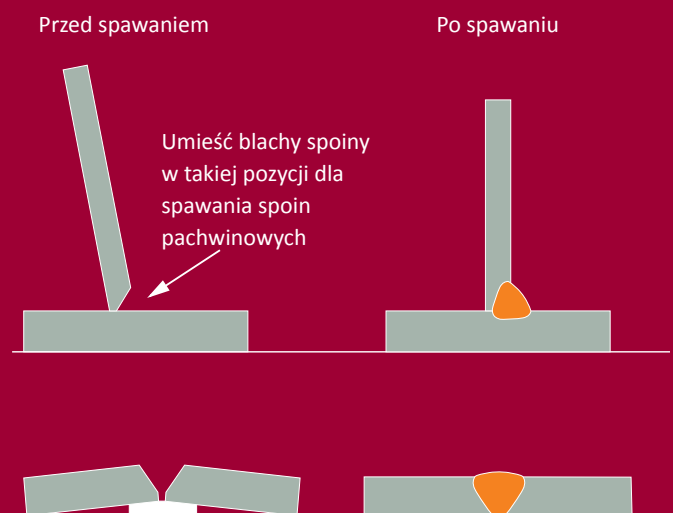 Przed spawaniem
Po spawaniu
Umieść blachy spoiny
w takiej pozycji dla
spawania spoin
pachwinowych